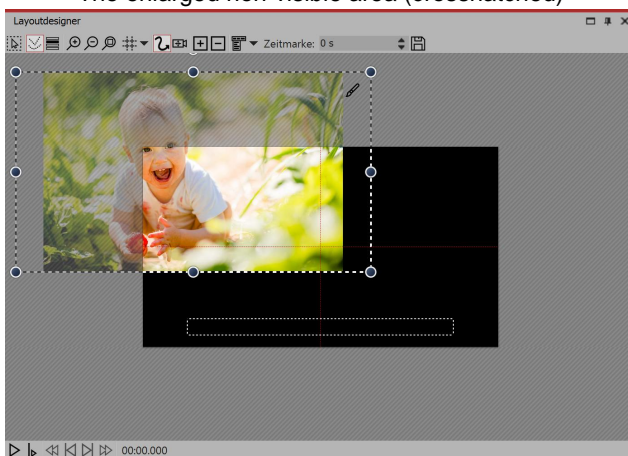 The enlarged non-visible area (crosshatched)
Layoutdesigner
Zeitmarke: 0 s
00:00.000